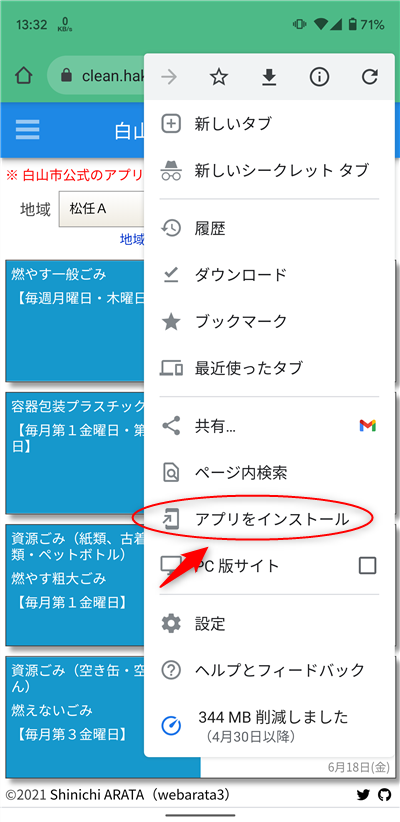 13:32 0 KB/s 71%
clean.hak
白山
※ 白山市公式のアプリ
地域 松任A
地域
燃やす一般ごみ
【毎週月曜日・木曜日
容器包装プラスチック
【毎月第１金曜日・第
日】
資源ごみ（紙類、古着
類・ペットボトル）
燃やす粗大ごみ
【毎月第１金曜日】
資源ごみ（空き缶・空
ん）
燃えないごみ
【毎月第３金曜日】
新しいタブ
新しいシークレット タブ
履歴
ダウンロード
ブックマーク
最近使ったタブ
共有...
ページ内検索
アプリをインストール
PC 版サイト
設定
ヘルプとフィードバック
344 MB 削減しました
（4月30日以降）
6月18日(金)
©2021 Shinichi ARATA（webarata3）